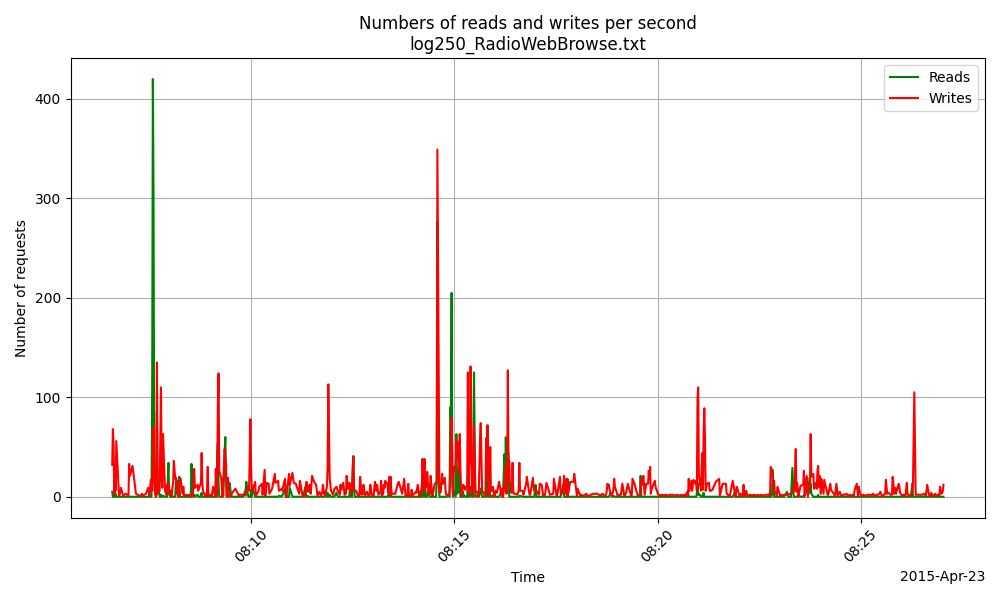 Numbers of reads and writes per second
log250_RadioWebBrowse.txt
Reads
Writes
Number of requests
400
300
200
100
0
08:10
08:15
08:20
08:25
Time
2015-Apr-23